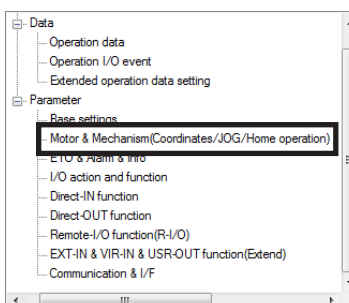 Data
Operation data
Operation I/O event
Extended operation data setting
Parameter
Base settings
Motor & Mechanism(Coordinates/JOG/Home operation)
ETO & Alarm & Info
I/O action and function
Direct-IN function
Direct-OUT function
Remote-I/O function(R-I/O)
EXT-IN & VIR-IN & USR-OUT function(Extend)
Communication & I/F